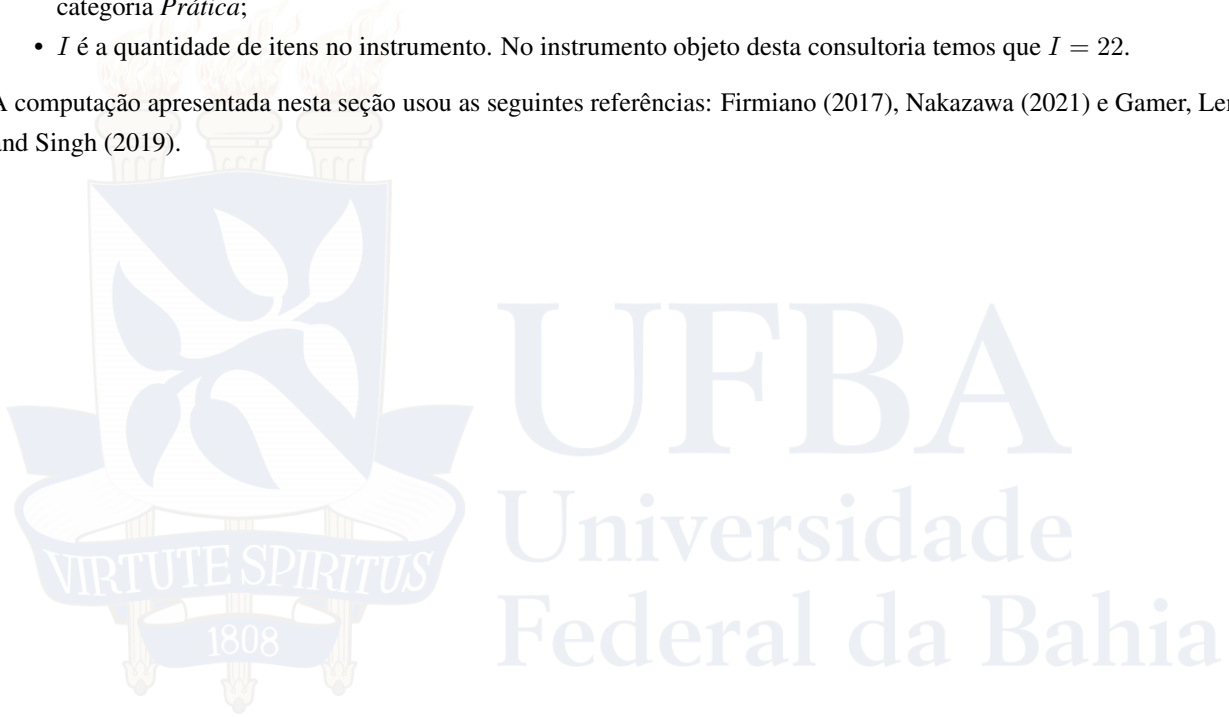 categoria Prática;
• I é a quantidade de itens no instrumento. No instrumento objeto desta consultoria temos que I = 22.
A computação apresentada nesta seção usou as seguintes referências: Firmiano (2017), Nakazawa (2021) e Gamer,
and Singh (2019).
UFBA
Universidade
Federal da Bahia
VIRTUTE SPIRITUS
1808